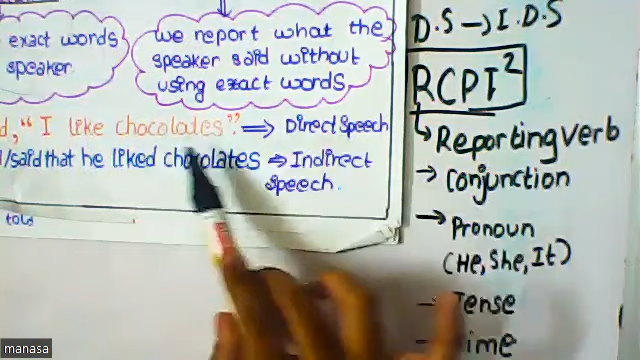 exact words
speaker.
we report what the
speaker said without
using exact words.
d, "I like chocolates". ⇒ Direct Speech
/said that he liked chocolates ⇒ Indirect
Speech.
told
D.S → I.D.S
RCPT²
Reporting verb
→ Conjunction
→ Pronoun
(He, She, It)
→ Tense
→ Time
manasa